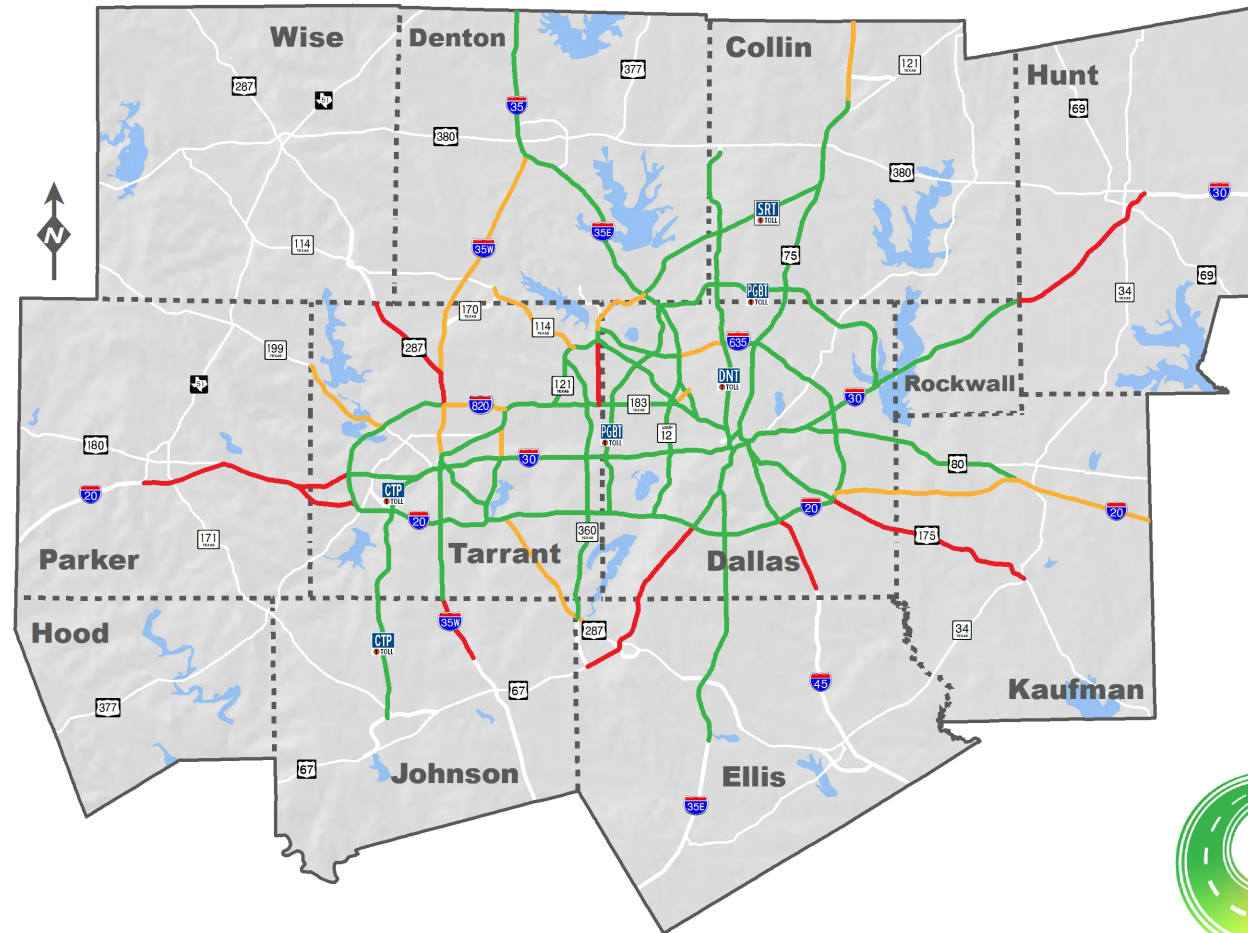 Wise
Denton
Collin
Hunt
287
51
35
377
380
121
TEXAS
69
380
30
SRT
TOLL
35E
35W
75
114
TEXAS
69
34
TEXAS
PGBT
TOLL
170
TEXAS
114
TEXAS
287
635
199
TEXAS
51
DNT
TOLL
Rockwall
121
TEXAS
820
183
TEXAS
30
PGBT
TOLL
LOOP
12
180
30
80
20
CTP
TOLL
20
20
20
171
TEXAS
360
TEXAS
175
Parker
Tarrant
Dallas
Hood
35W
287
34
TEXAS
CTP
TOLL
377
67
45
Kaufman
67
Johnson
Ellis
35E
N